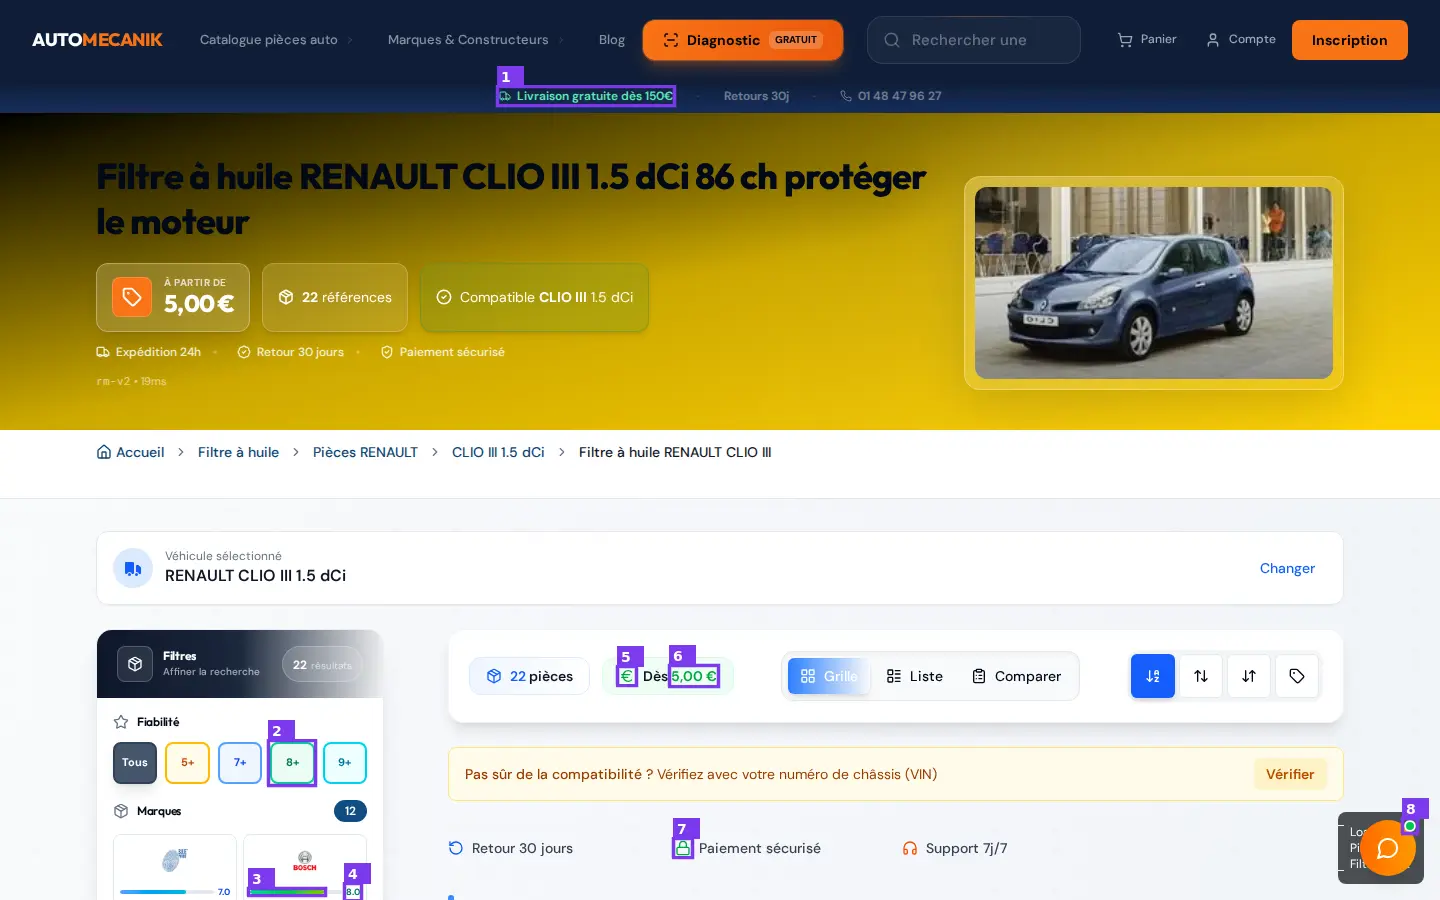 AUTOMECANIK
Catalogue pièces auto
Marques & Constructeurs
Blog
Diagnostic GRATUIT
Rechercher une
Panier
Compte
Inscription
1
Livraison gratuite dès 150€
Retours 30j
01 48 47 96 27
Filtre à huile RENAULT CLIO III 1.5 dCi 86 ch protéger
le moteur
À PARTIR DE
5,00 €
22 références
Compatible CLIO III 1.5 dCi
Expédition 24h • Retour 30 jours • Paiement sécurisé
rm-v2 • 19ms
Accueil > Filtre à huile > Pièces RENAULT > CLIO III 1.5 dCi > Filtre à huile RENAULT CLIO III
Véhicule sélectionné
RENAULT CLIO III 1.5 dCi
Changer
Filtres
Affiner la recherche
22 résultats
5
6
22 pièces
€ Dès 5,00 €
Grille
Liste
Comparer
Fiabilité
2
Tous
5+
7+
8+
9+
Pas sûr de la compatibilité ? Vérifiez avec votre numéro de châssis (VIN)
Vérifier
Marques
12
8
7
Retour 30 jours
Paiement sécurisé
Support 7j/7
BOSCH
3
4
7.0
8.0